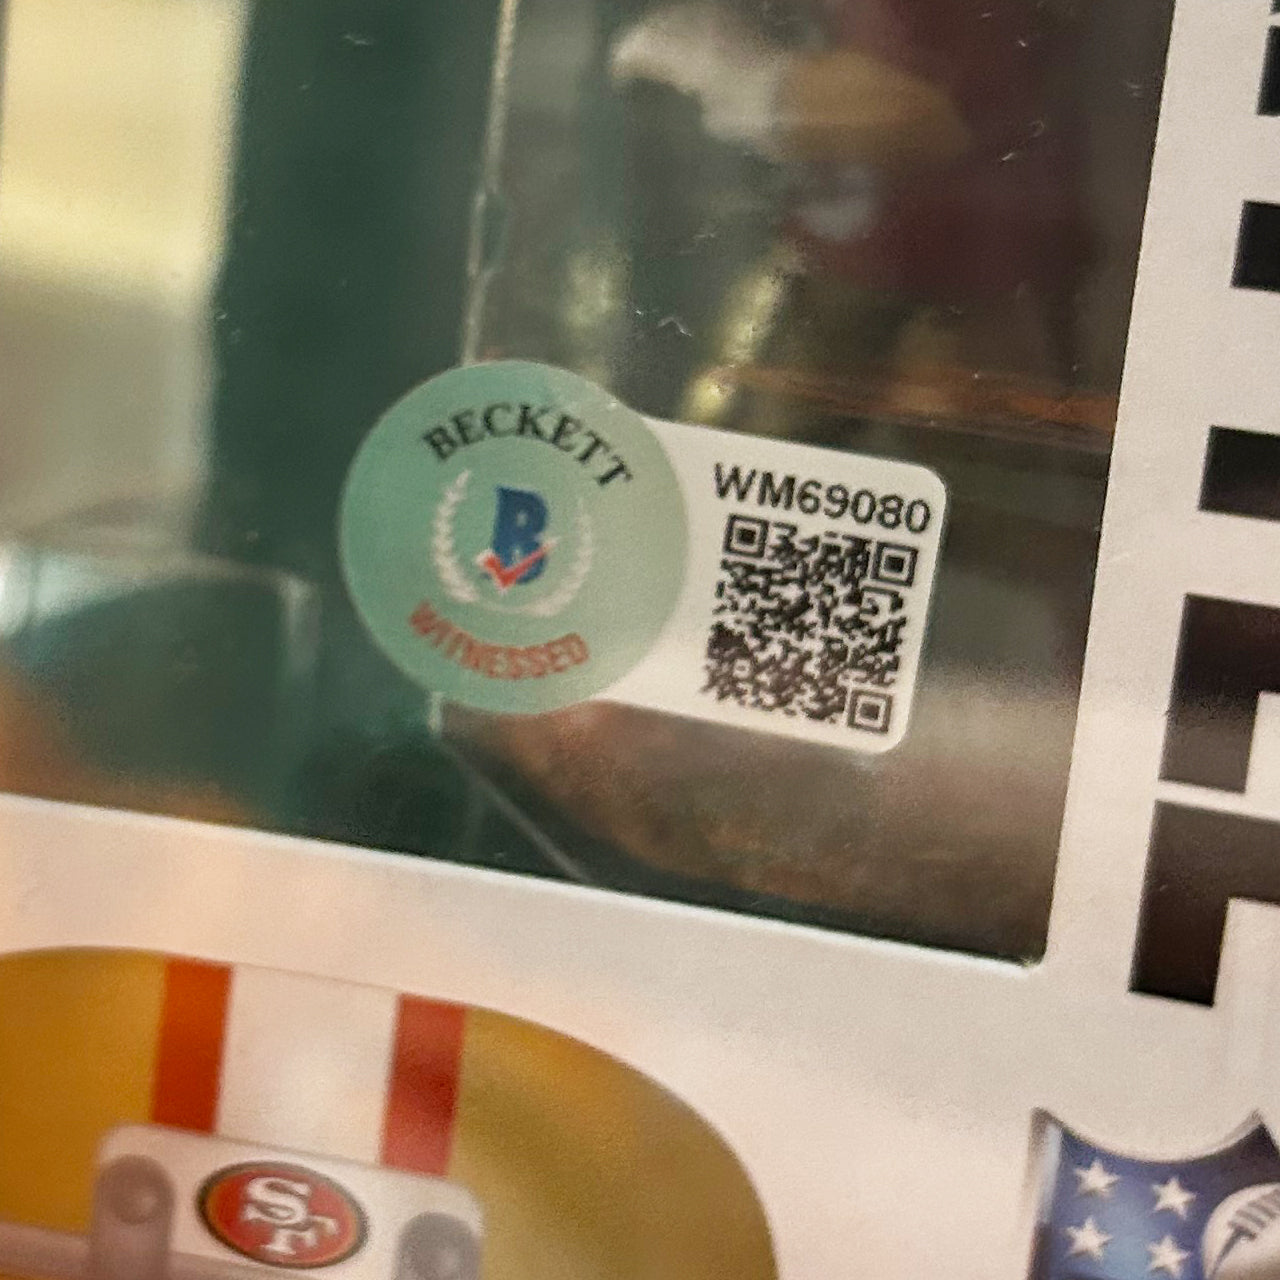 BECKETT
B
WITNESSED
WM69080
SF